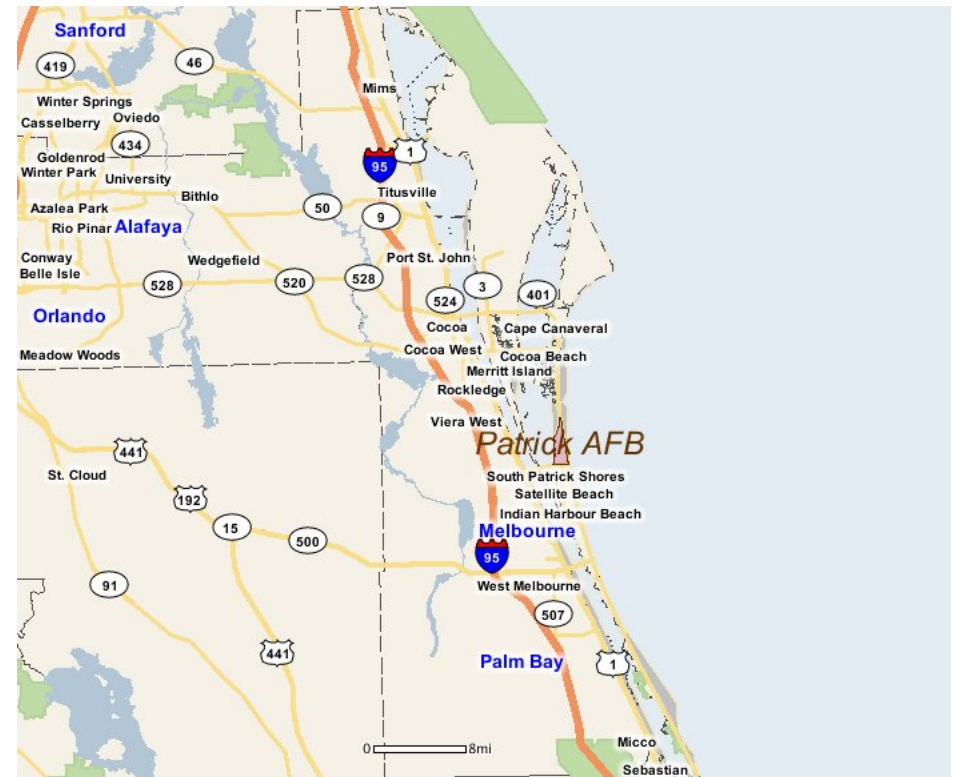 Sanford
419
46
Mims
Winter Springs
Casselberry
Oviedo
434
1
95
Goldenrod
Winter Park
University
Titusville
Bithlo
50
9
Azalea Park
Rio Pinar
Alafaya
Conway
Belle Isle
Wedgefield
Port St. John
528
520
528
3
401
524
Orlando
Cocoa
Cape Canaveral
Meadow Woods
Cocoa West
Cocoa Beach
Merritt Island
Rockledge
Viera West
Patrick AFB
441
St. Cloud
South Patrick Shores
Satellite Beach
192
Indian Harbour Beach
15
Melbourne
500
95
91
West Melbourne
507
441
Palm Bay
1
0
8mi
Micco
Sebastian